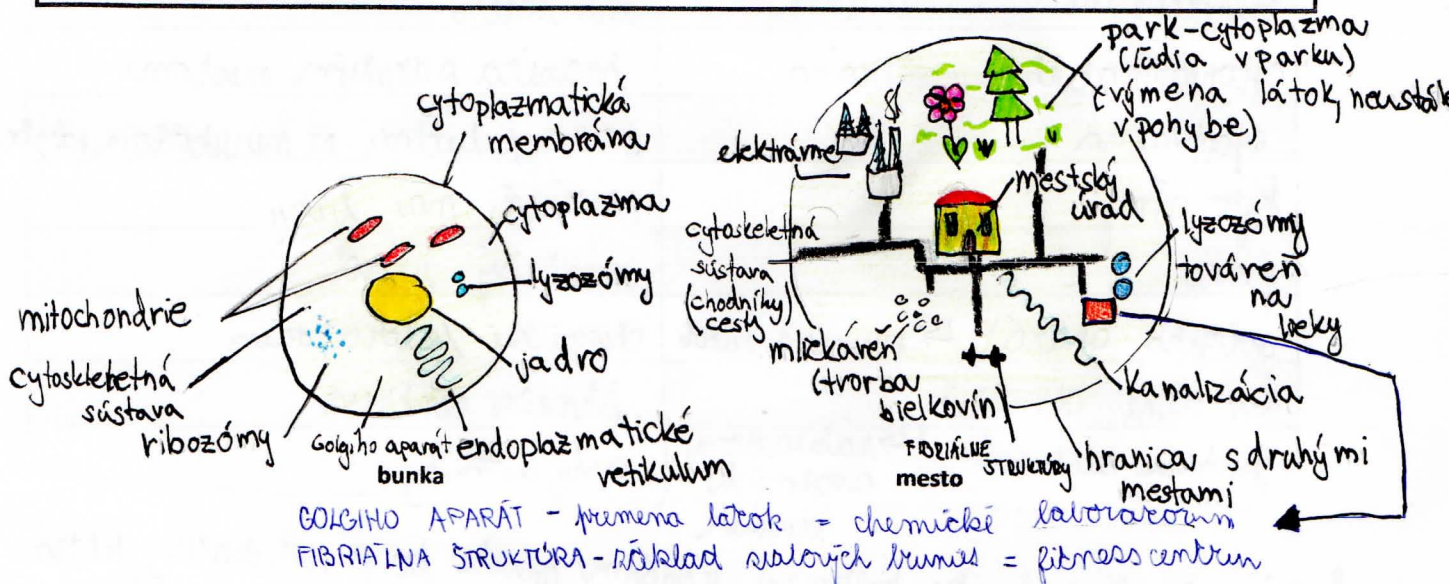 cytoplazmatická
membrána
cytoplazma
lyzozómy
jadro
mitochondrie
cytoskeletná
sústava
ribozómy
Golgiho aparát
endoplazmatické
retikulum
bunka
park-cytoplazma
(ľudia v parku)
(výmena látok, neustál
v pohybe)
elektrárne
mestský
úrad
cytoskeletná
sústava
(chodníky)
cesty
lyzozómy
továreň
na
lieky
mliekáreň
(tvorba
bielkovín)
Kanalizácia
FIBRIÁLNE
ŠTRUKTÚRY
hranica s druhými
mestami
mesto
GOLGIHO APARÁT - premena látok = chemické laboratórium
FIBRIÁLNA ŠTRUKTÚRA - základ svalových buniek = fitness centrum